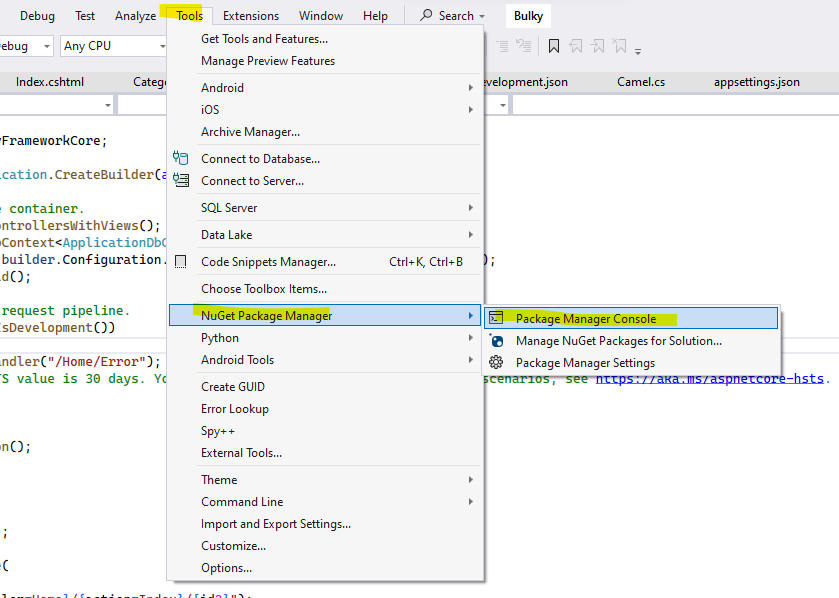 Debug Test Analyze Tools Extensions Window Help Search Bulky
ebug Any CPU
Index.cshtml Categ evelopment.json Camel.cs appsettings.json
Get Tools and Features...
Manage Preview Features
Android
iOS
Archive Manager...
Connect to Database...
Connect to Server...
SQL Server
Data Lake
Code Snippets Manager... Ctrl+K, Ctrl+B
Choose Toolbox Items...
NuGet Package Manager
Python
Android Tools
Create GUID
Error Lookup
Spy++
External Tools...
Theme
Command Line
Import and Export Settings...
Customize...
Options...
Package Manager Console
Manage NuGet Packages for Solution...
Package Manager Settings
yFrameworkCore;
ication.CreateBuilder(a
e container.
ontrollersWithViews();
bContext<ApplicationDbC
builder.Configuration. );
ld();
request pipeline.
IsDevelopment())
andler("/Home/Error");
TS value is 30 days. Yo scenarios, see https://aka.ms/aspnetcore-hsts.
on();
;
(